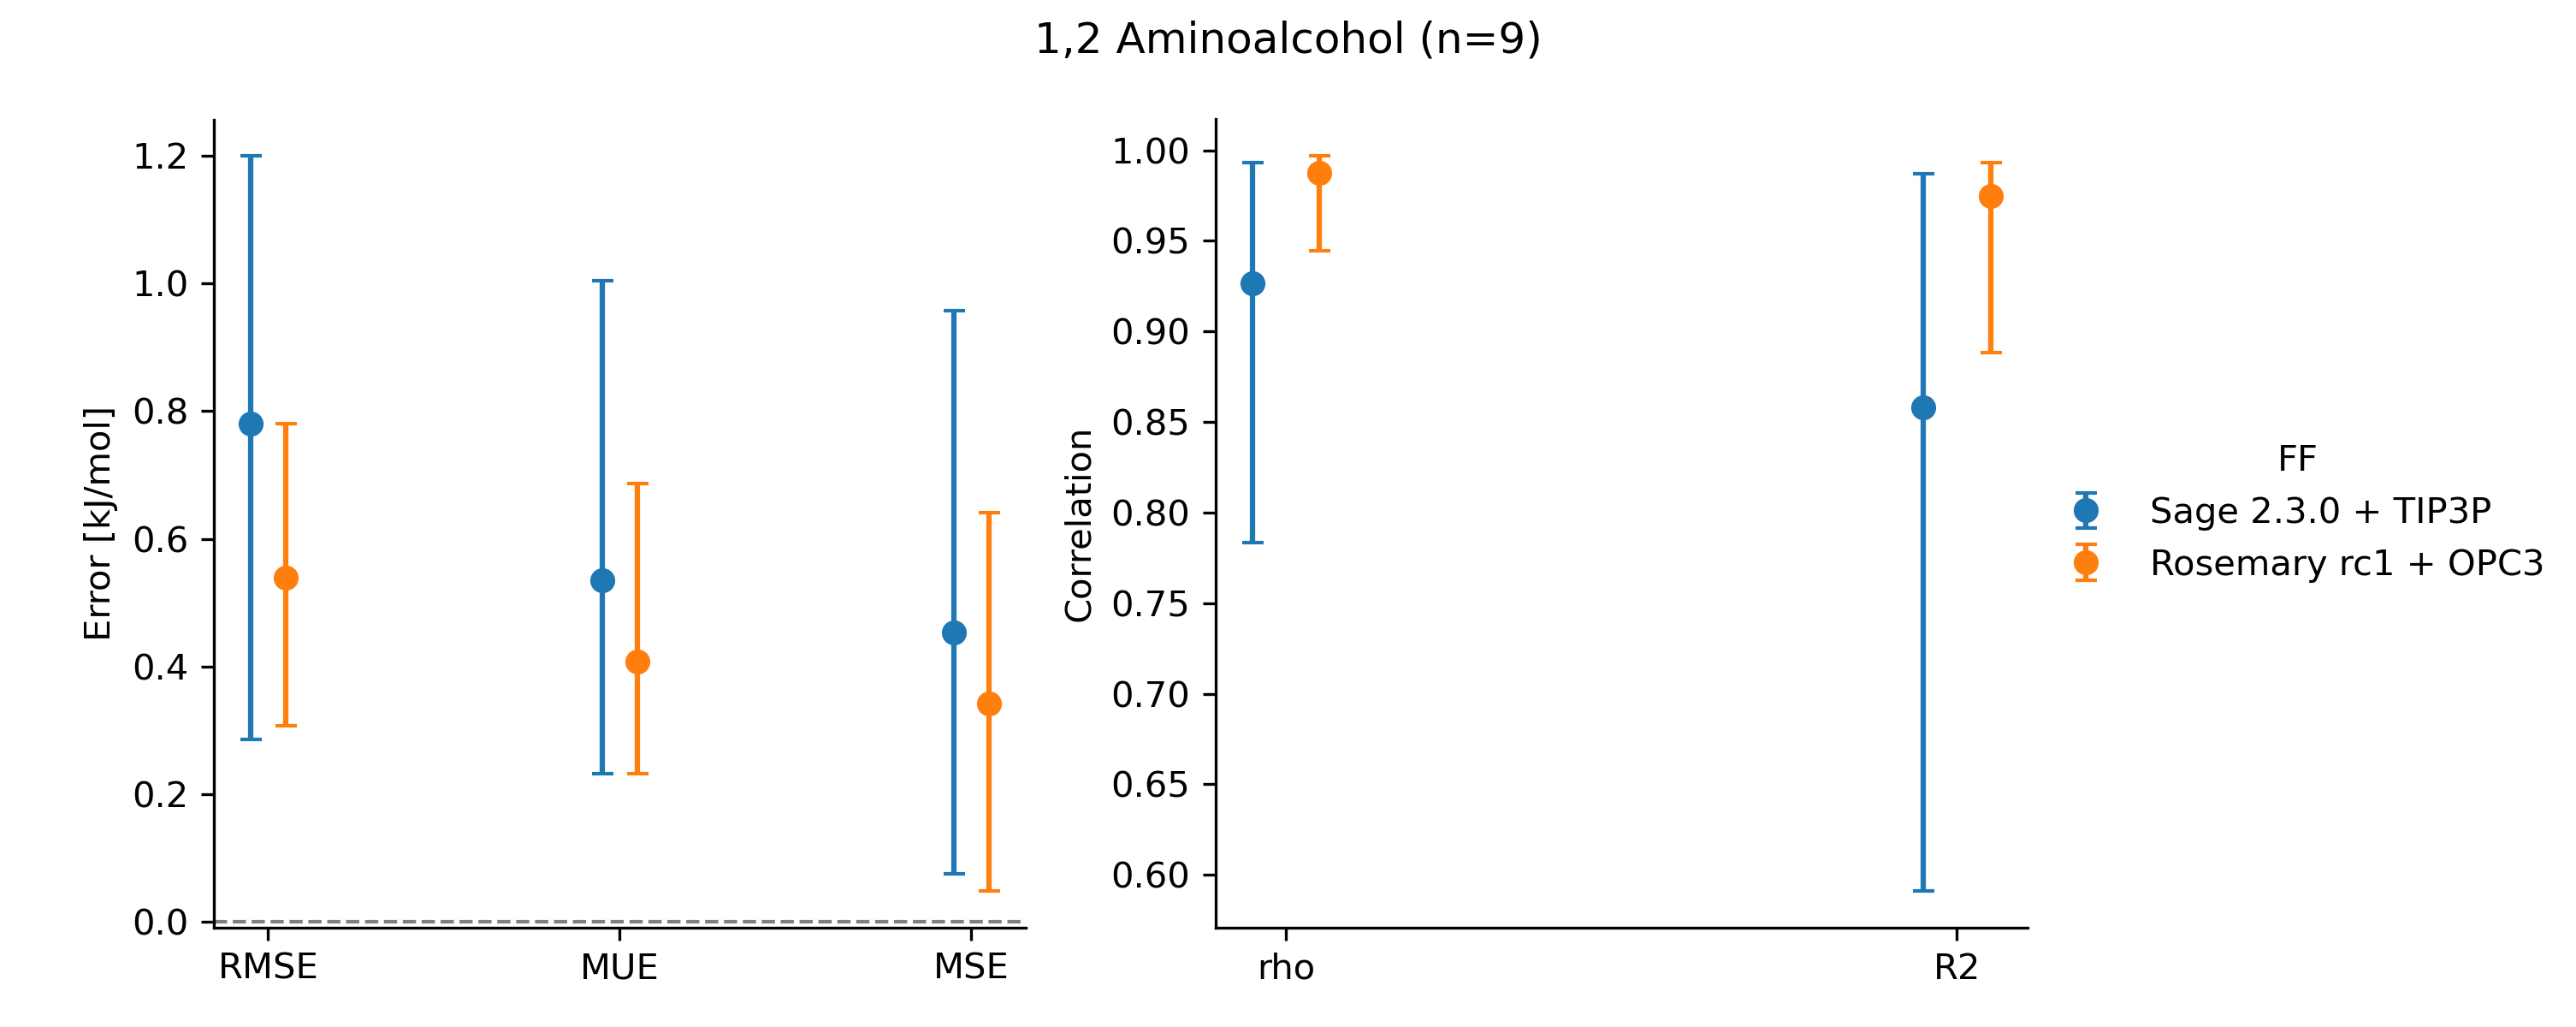 1,2 Aminoalcohol (n=9)
Error [kJ/mol]
1.2
1.0
0.8
0.6
0.4
0.2
0.0
RMSE
MUE
MSE
Correlation
1.00
0.95
0.90
0.85
0.80
0.75
0.70
0.65
0.60
rho
R2
FF
Sage 2.3.0 + TIP3P
Rosemary rc1 + OPC3